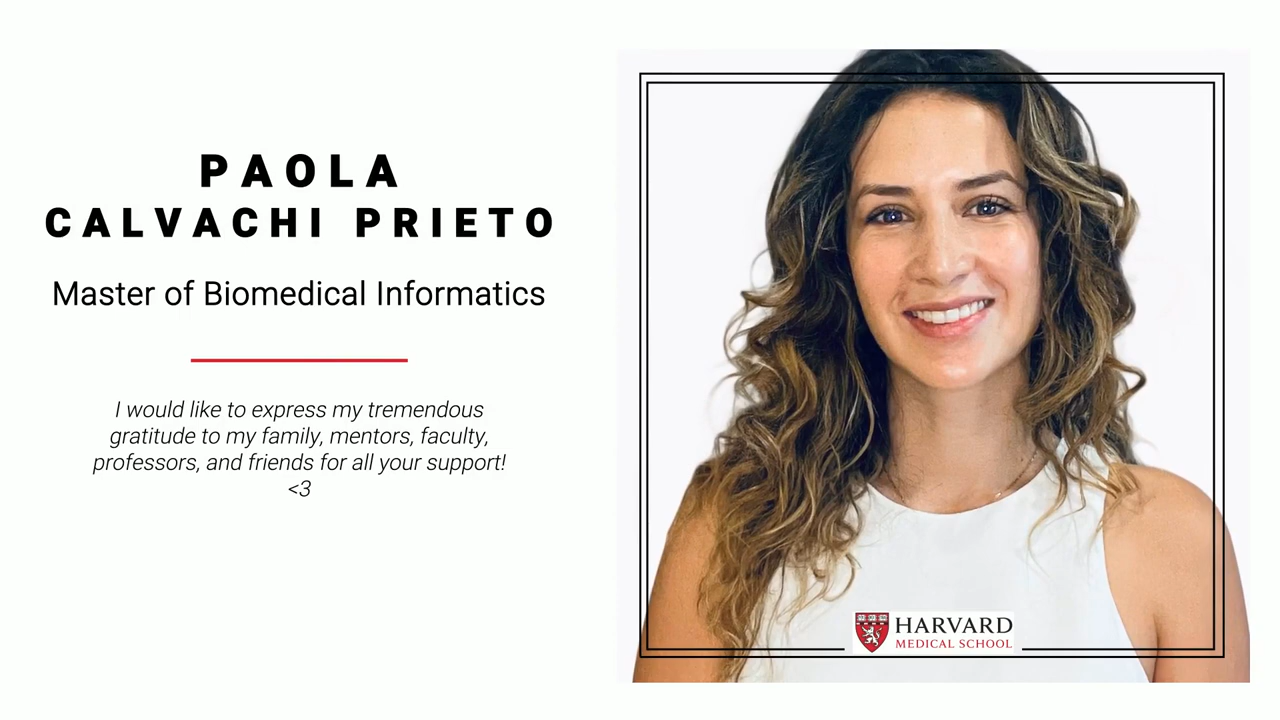 PAOLA
CALVACHI PRIETO
Master of Biomedical Informatics
I would like to express my tremendous
gratitude to my family, mentors, faculty,
professors, and friends for all your support!
<3
HARVARD
MEDICAL SCHOOL